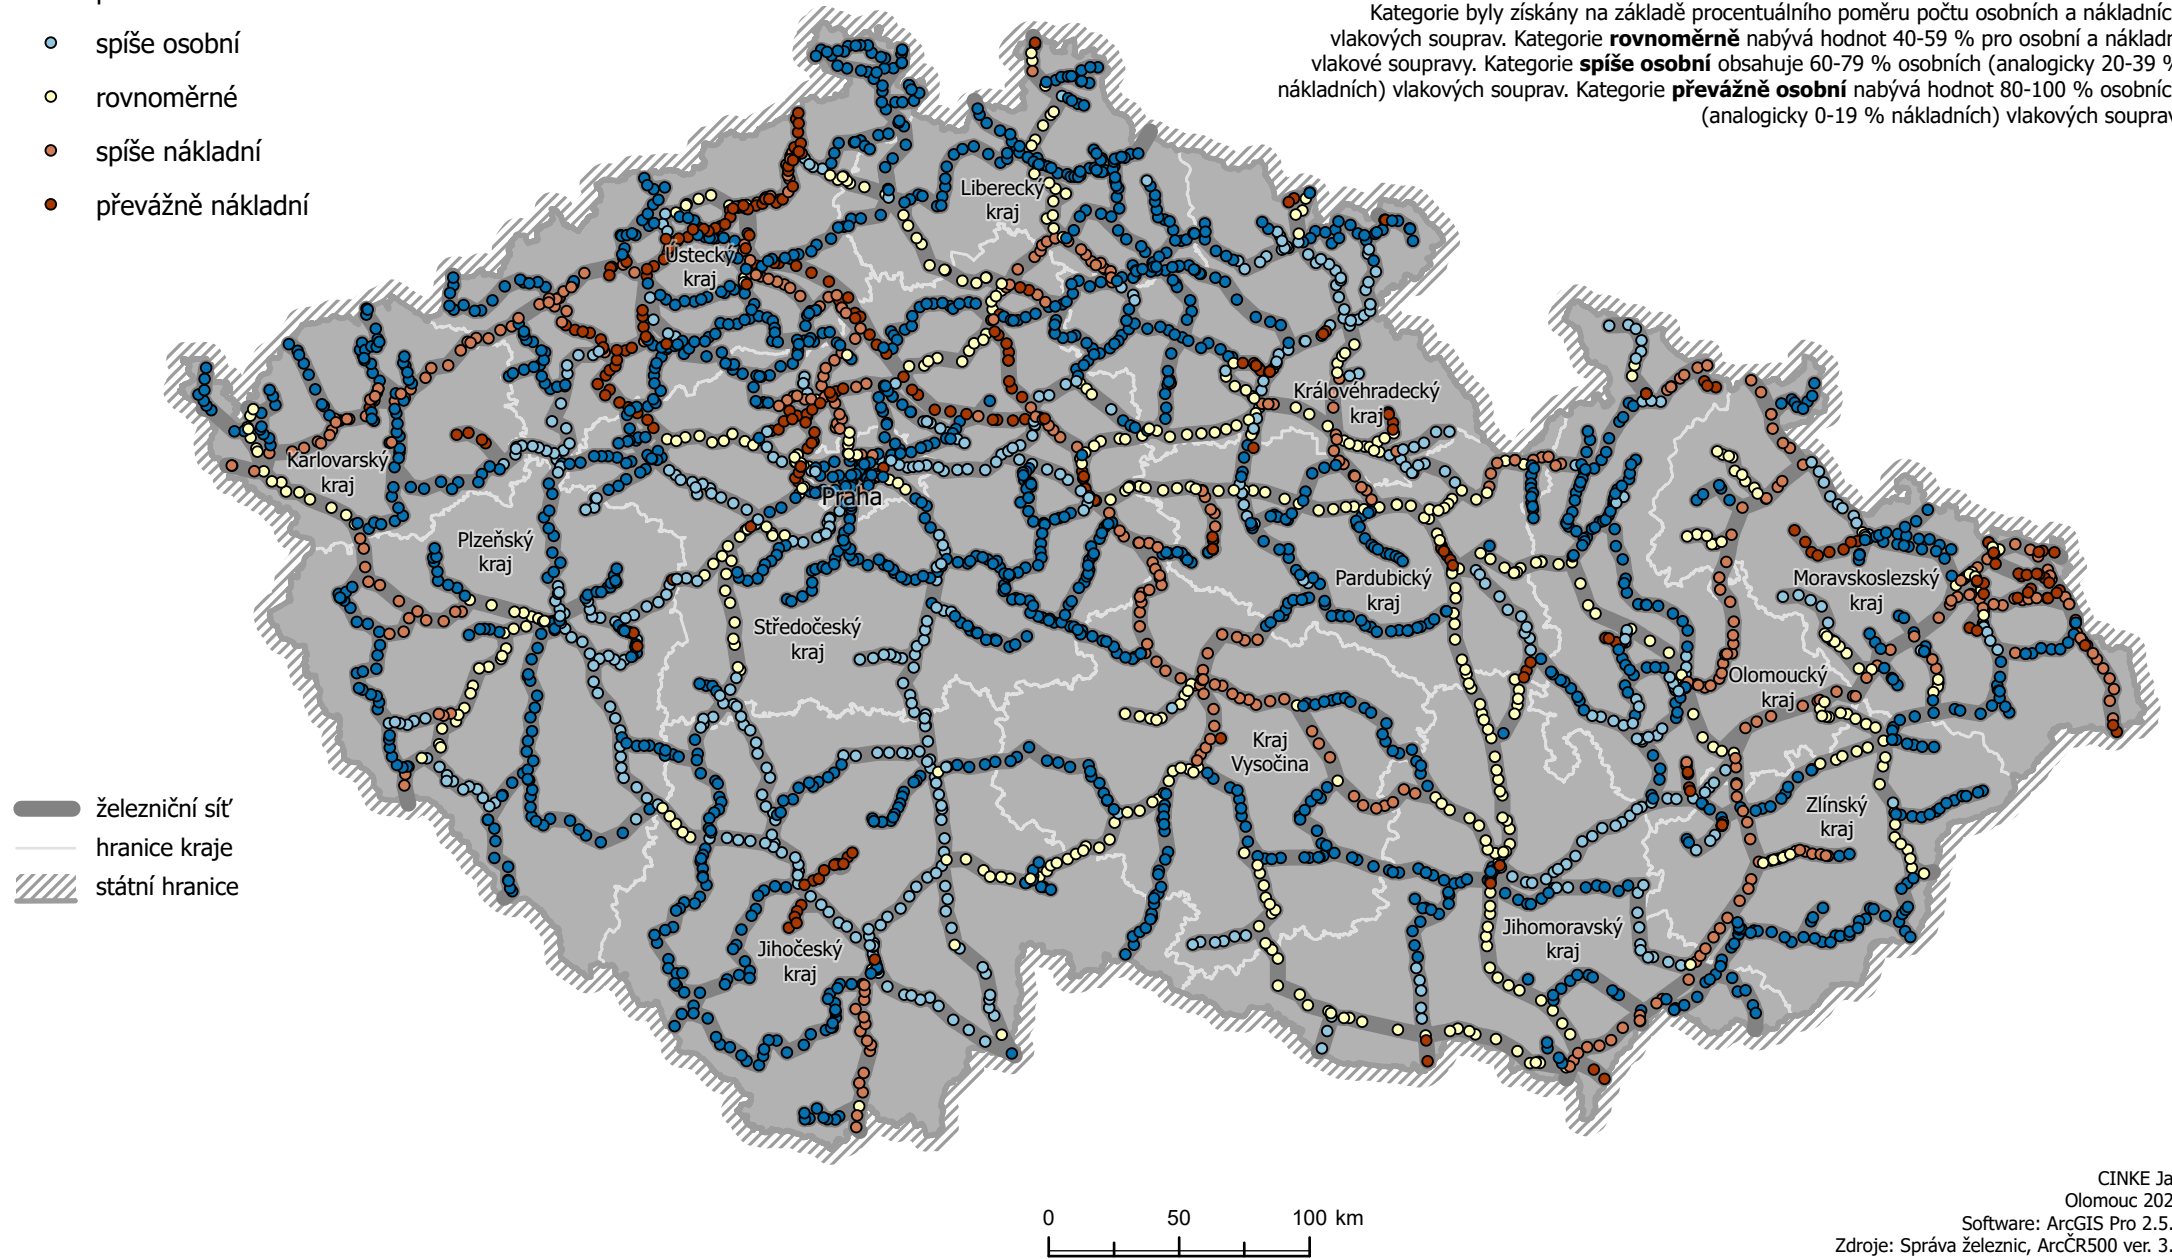 spíše osobní
rovnoměrné
spíše nákladní
převážně nákladní
Kategorie byly získány na základě procentuálního poměru počtu osobních a nákladníc
vlakových souprav. Kategorie rovnoměrně nabývá hodnot 40-59 % pro osobní a nákladn
vlakové soupravy. Kategorie spíše osobní obsahuje 60-79 % osobních (analogicky 20-39 %
nákladních) vlakových souprav. Kategorie převážně osobní nabývá hodnot 80-100 % osobníc
(analogicky 0-19 % nákladních) vlakových souprav
Liberecký
kraj
Ústecký
kraj
Královéhradecký
kraj
Karlovarský
kraj
Praha
Plzeňský
kraj
Pardubický
kraj
Moravskoslezský
kraj
Středočeský
kraj
Olomoucký
kraj
Kraj
Vysočina
Zlínský
kraj
Jihočeský
kraj
Jihomoravský
kraj
železniční síť
hranice kraje
státní hranice
0 50 100 km
CINKE Ja
Olomouc 202
Software: ArcGIS Pro 2.5.
Zdroje: Správa železnic, ArcČR500 ver. 3.